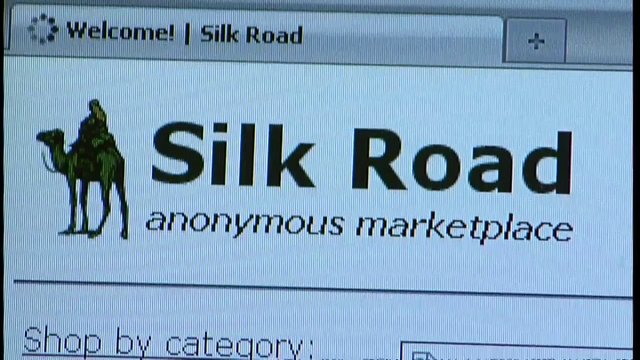 Welcome! | Silk Road
Silk Road
anonymous marketplace
Shop by category: